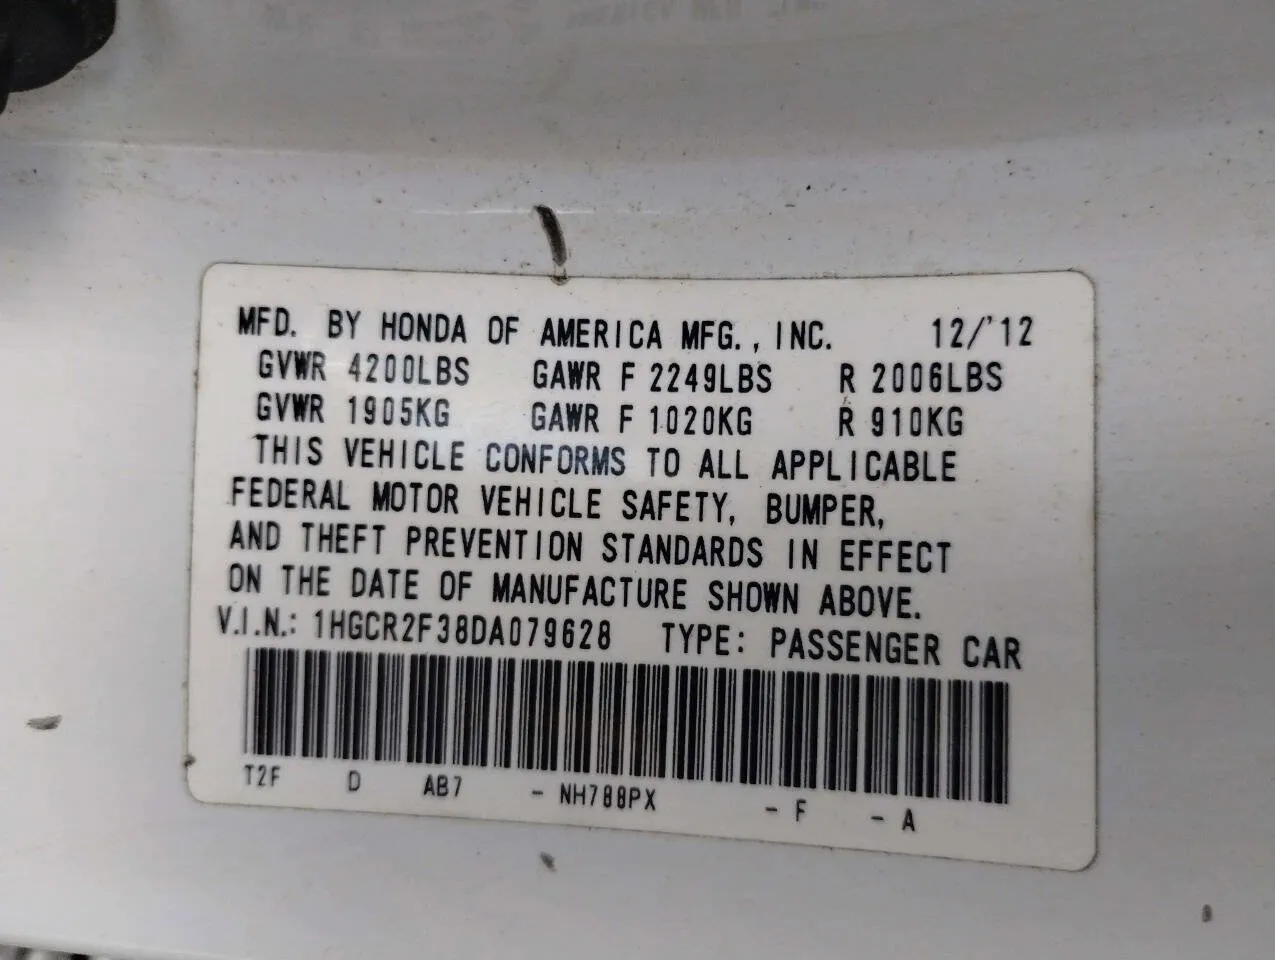 MFD. BY HONDA OF AMERICA MFG., INC. 12/'12
GVWR 4200LBS GAWR F 2249LBS R 2006LBS
GVWR 1905KG GAWR F 1020KG R 910KG
THIS VEHICLE CONFORMS TO ALL APPLICABLE
FEDERAL MOTOR VEHICLE SAFETY, BUMPER,
AND THEFT PREVENTION STANDARDS IN EFFECT
ON THE DATE OF MANUFACTURE SHOWN ABOVE.
V.I.N.: 1HGCR2F38DA079628 TYPE: PASSENGER CAR
T2F D AB7 - NH788PX - F - A